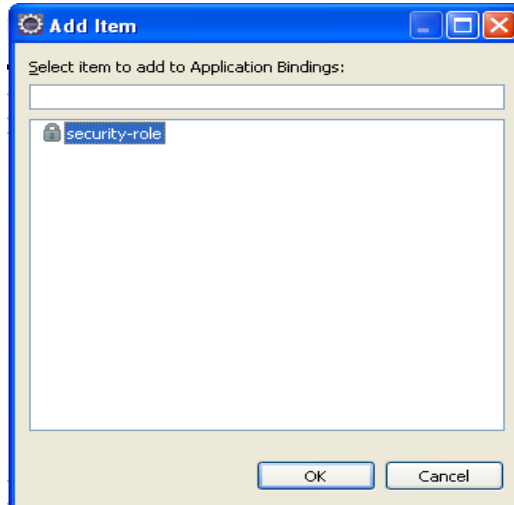 Add Item
Select item to add to Application Bindings:
security-role
OK
Cancel